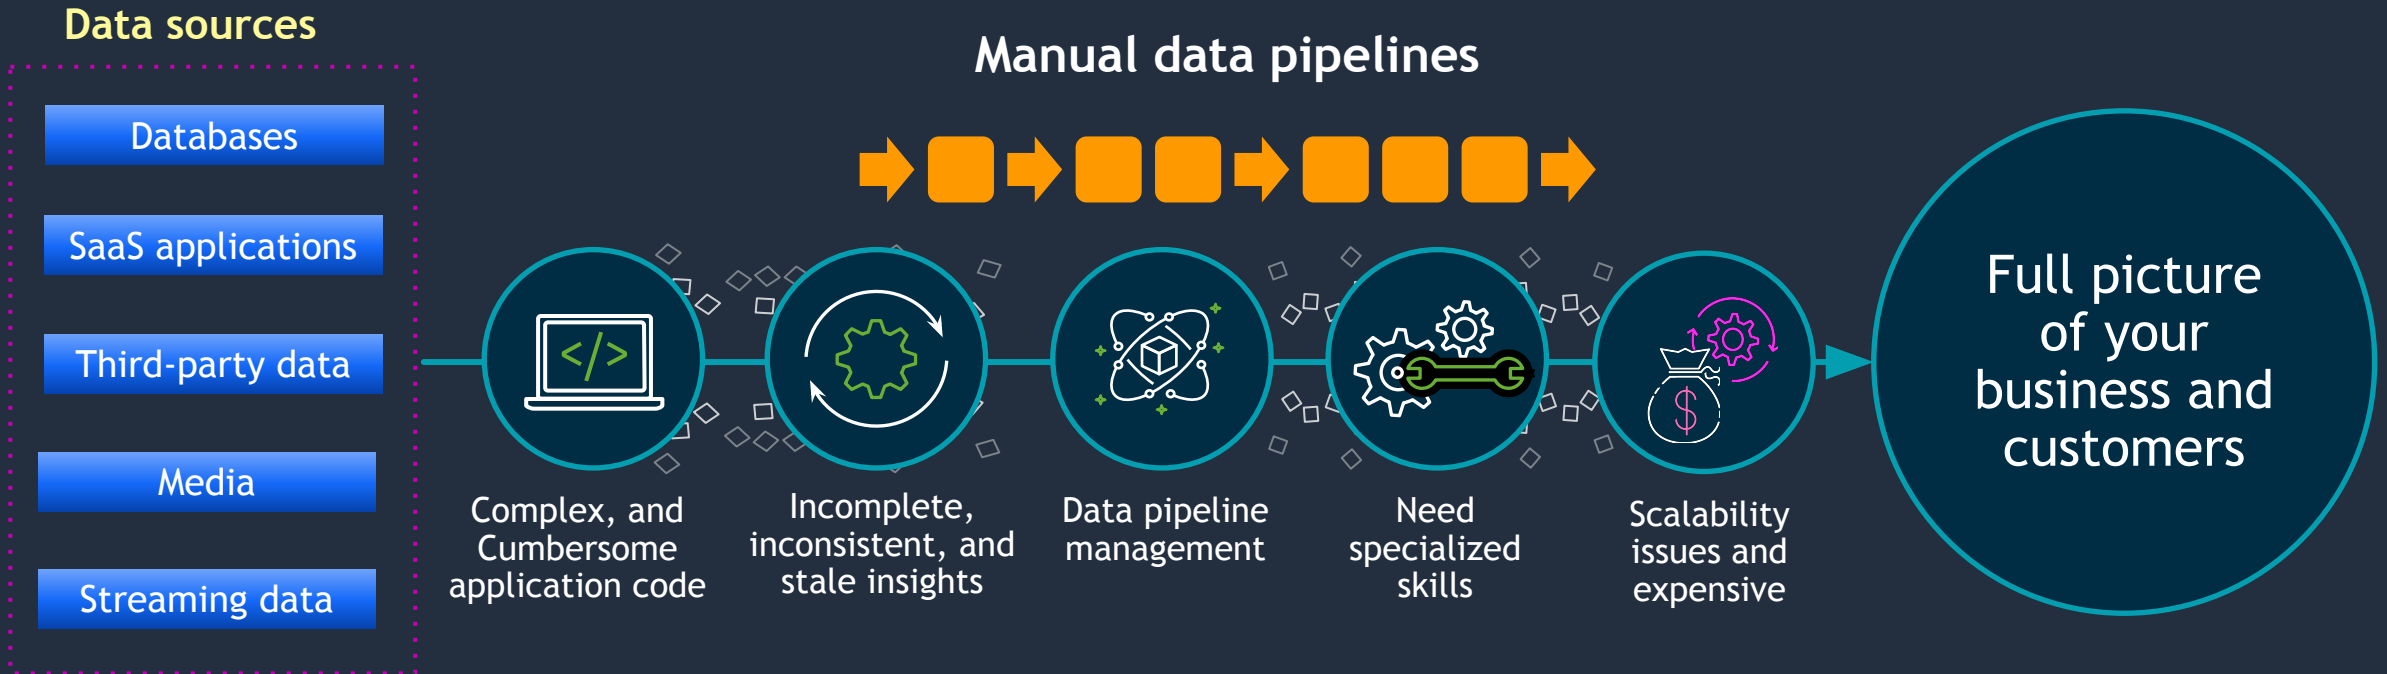 Data sources
Databases
SaaS applications
Third-party data
Media
Streaming data
Manual data pipelines
</>
Complex, and
Cumbersome
application code
Incomplete,
inconsistent, and
stale insights
Data pipeline
management
Need
specialized
skills
$
Scalability
issues and
expensive
Full picture
of your
business and
customers